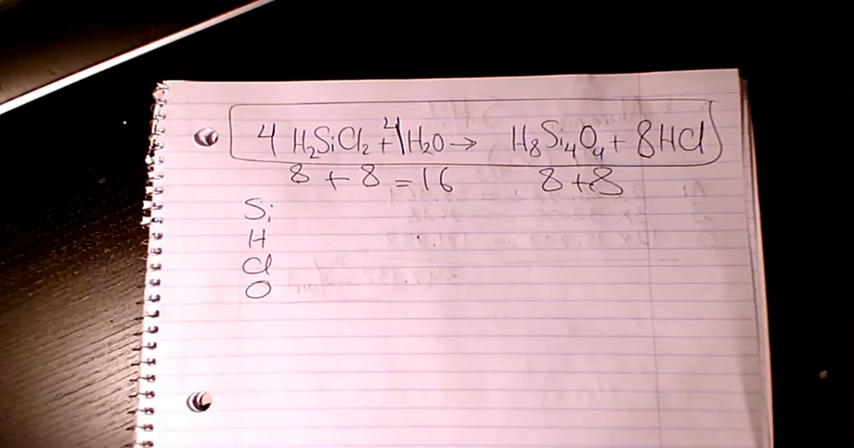 4 H₂SiCl₂ + 4H₂O → H₈Si₄O₄ + 8HCl
8 + 8 = 16 8+8
Si
H
Cl
O